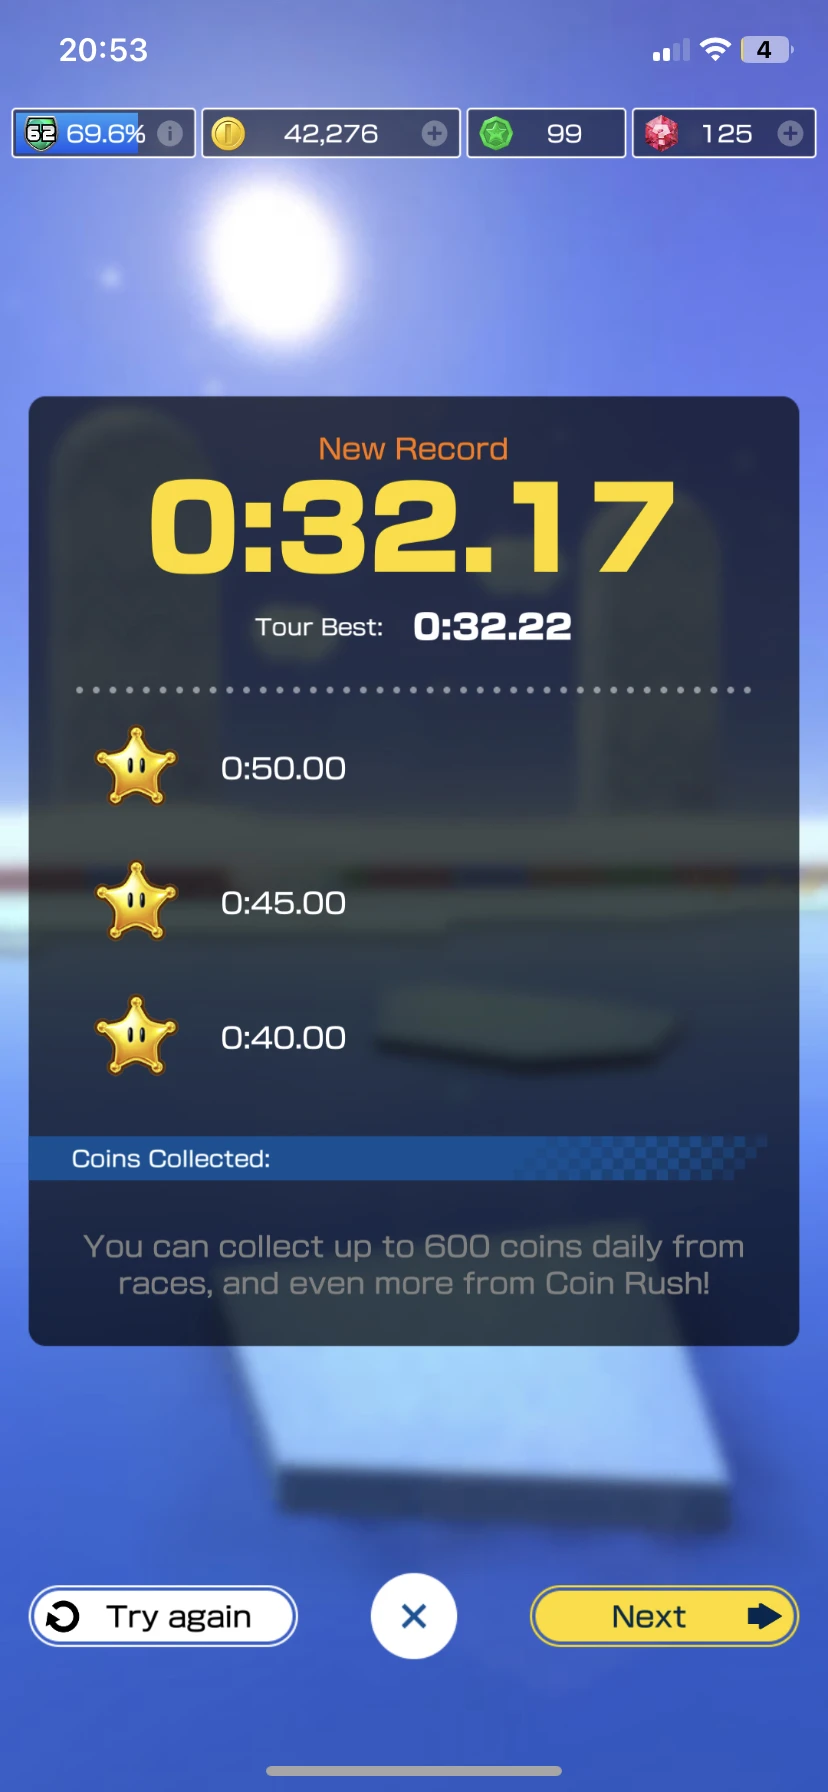 20:53
4
62 69.6% i
42,276
99
125
New Record
0:32.17
Tour Best: 0:32.22
0:50.00
0:45.00
0:40.00
Coins Collected:
You can collect up to 600 coins daily from
races, and even more from Coin Rush!
Try again
Next